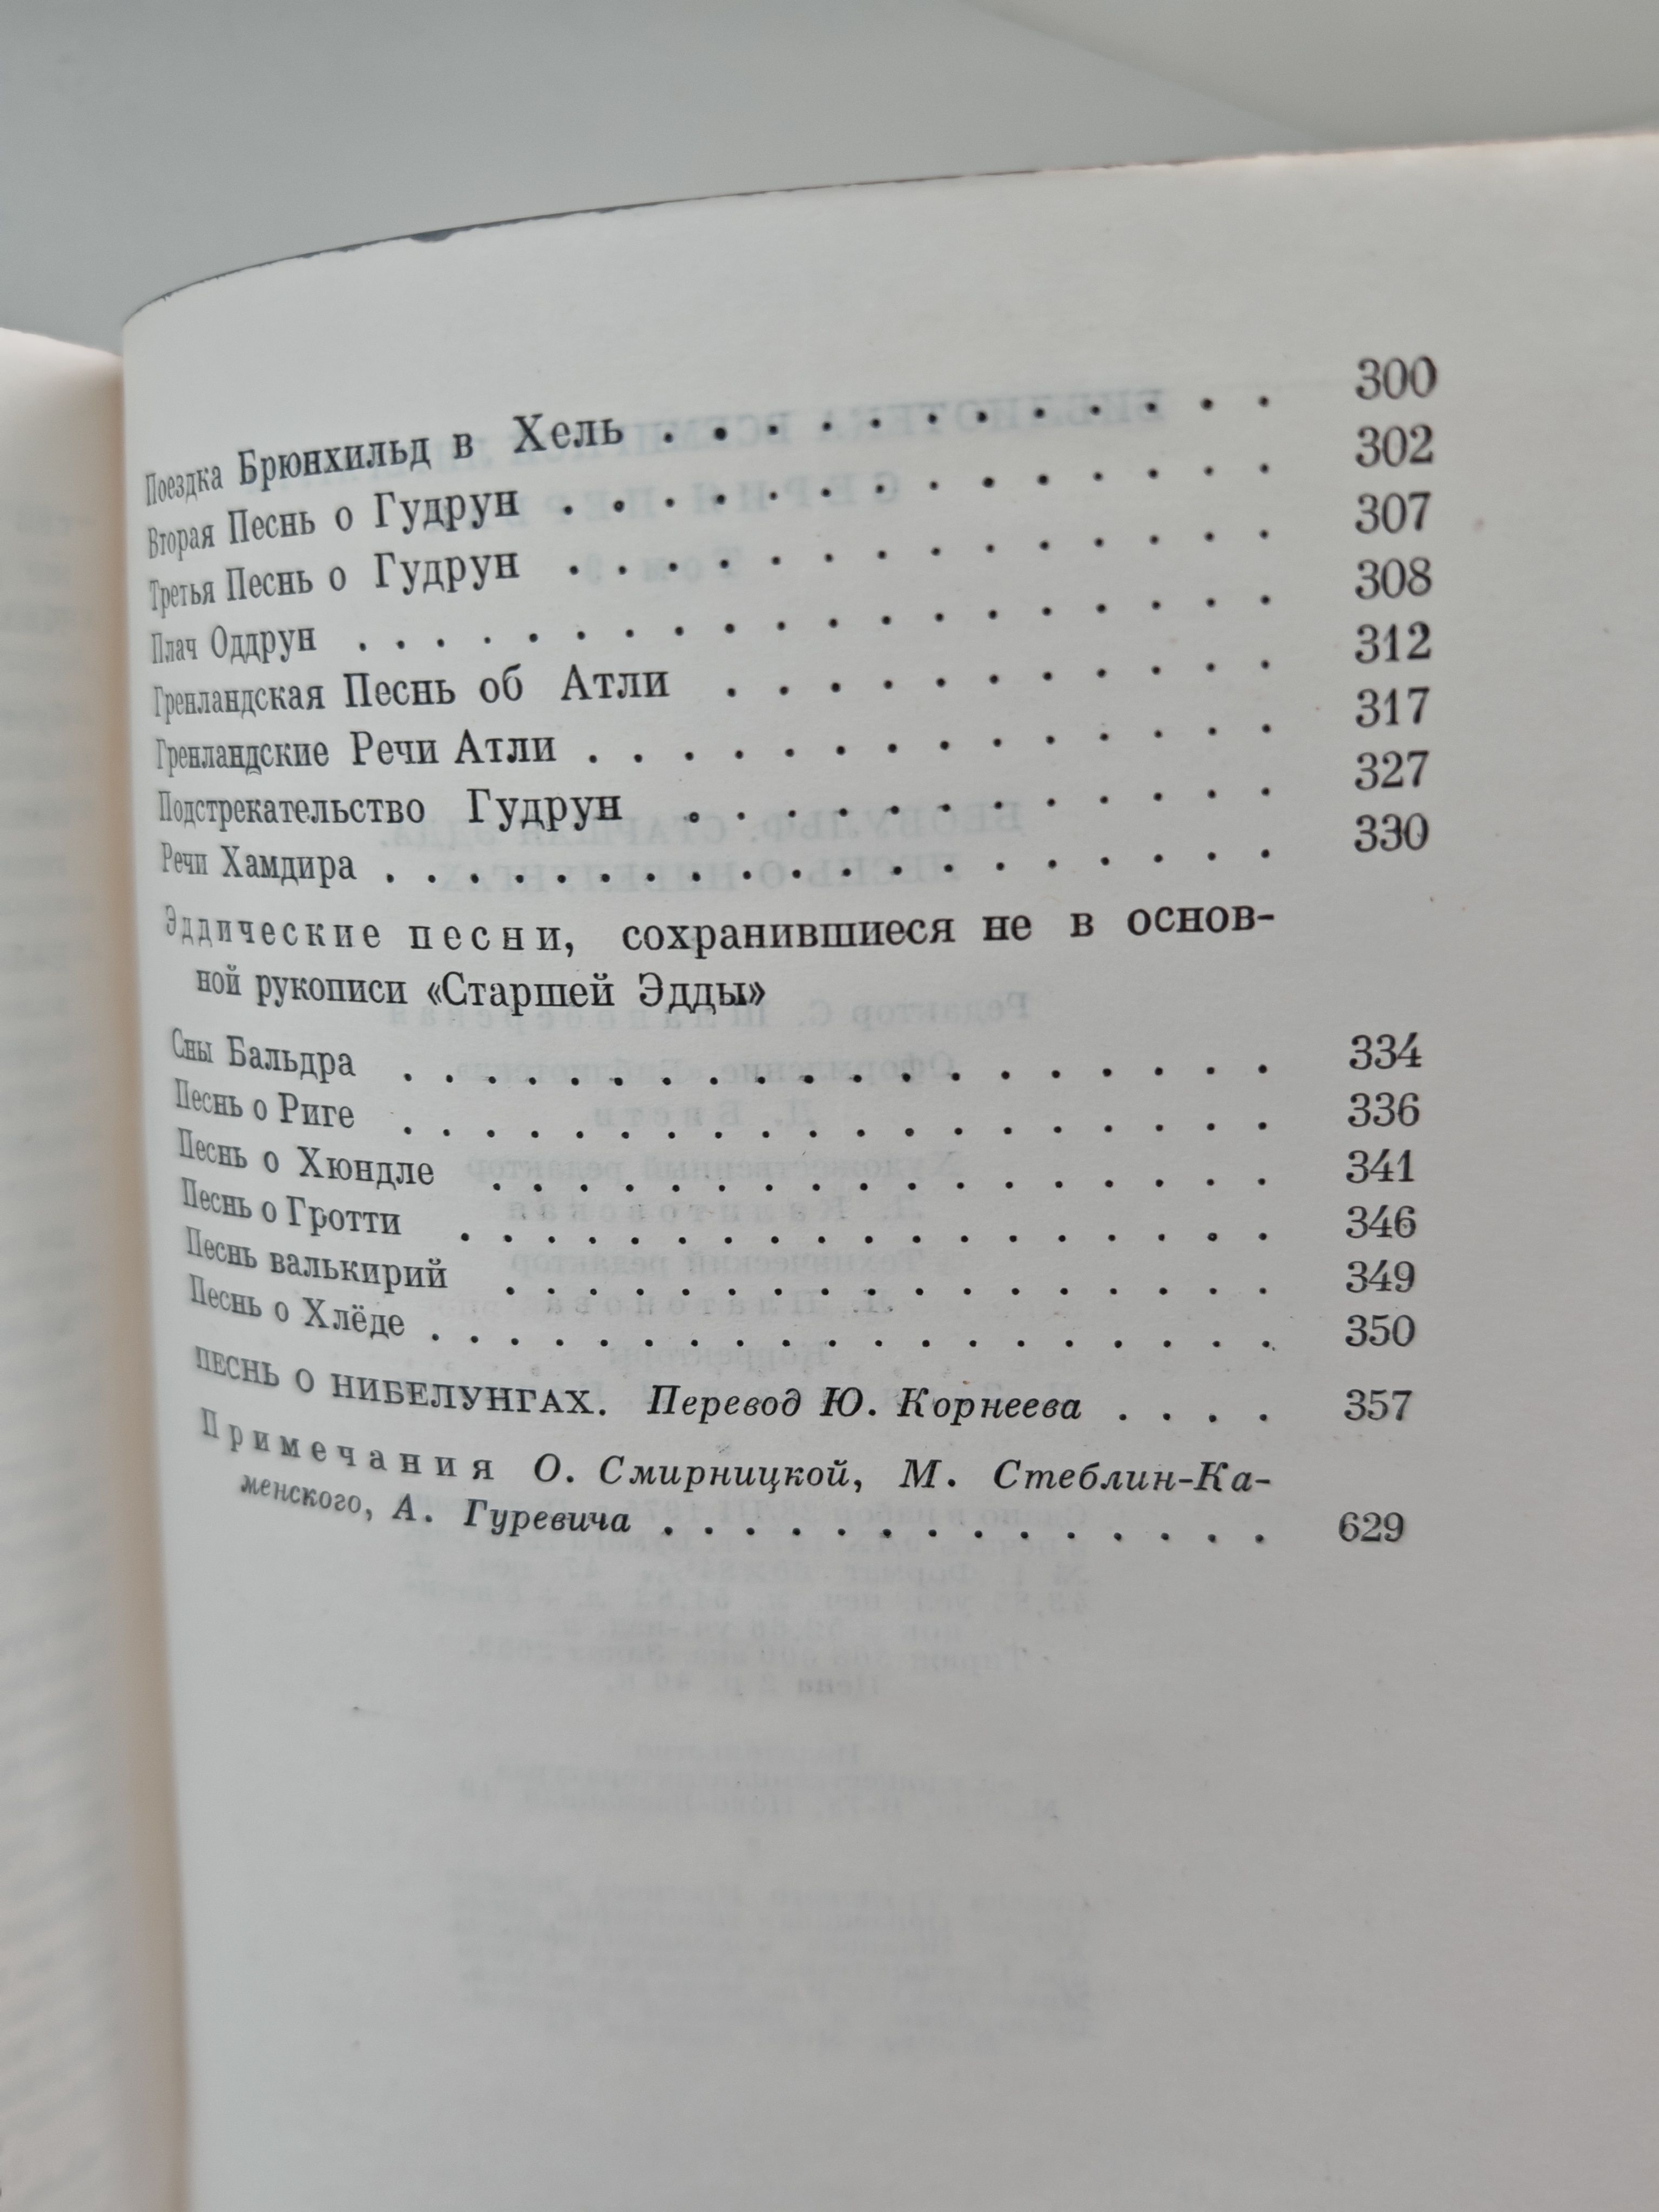 Поездка Брюнхильд в Хель . . . . . . . . . . . . 300
Вторая Песнь о Гудрун . . . . . . . . . . . . . . 302
Третья Песнь о Гудрун . . . . . . . . . . . . . . 307
Плач Оддрун . . . . . . . . . . . . . . . . . . . 308
Гренландская Песнь об Атли . . . . . . . . . . . 312
Гренландские Речи Атли . . . . . . . . . . . . . . 317
Подстрекательство Гудрун . . . . . . . . . . . . 327
Речи Хамдира . . . . . . . . . . . . . . . . . . 330
Эддические песни, сохранившиеся не в основ-
ной рукописи «Старшей Эдды»
Сны Бальдра . . . . . . . . . . . . . . . . . . . 334
Песнь о Риге . . . . . . . . . . . . . . . . . . . 336
Песнь о Хюндле . . . . . . . . . . . . . . . . . 341
Песнь о Гротти . . . . . . . . . . . . . . . . . . 346
Песнь валькирий . . . . . . . . . . . . . . . . . 349
Песнь о Хлёде . . . . . . . . . . . . . . . . . . 350
ПЕСНЬ О НИБЕЛУНГАХ. Перевод Ю. Корнеева . . . . 357
Примечания О. Смирницкой, М. Стеблин-Ка-
менского, А. Гуревича . . . . . . . . . . . . . . 629